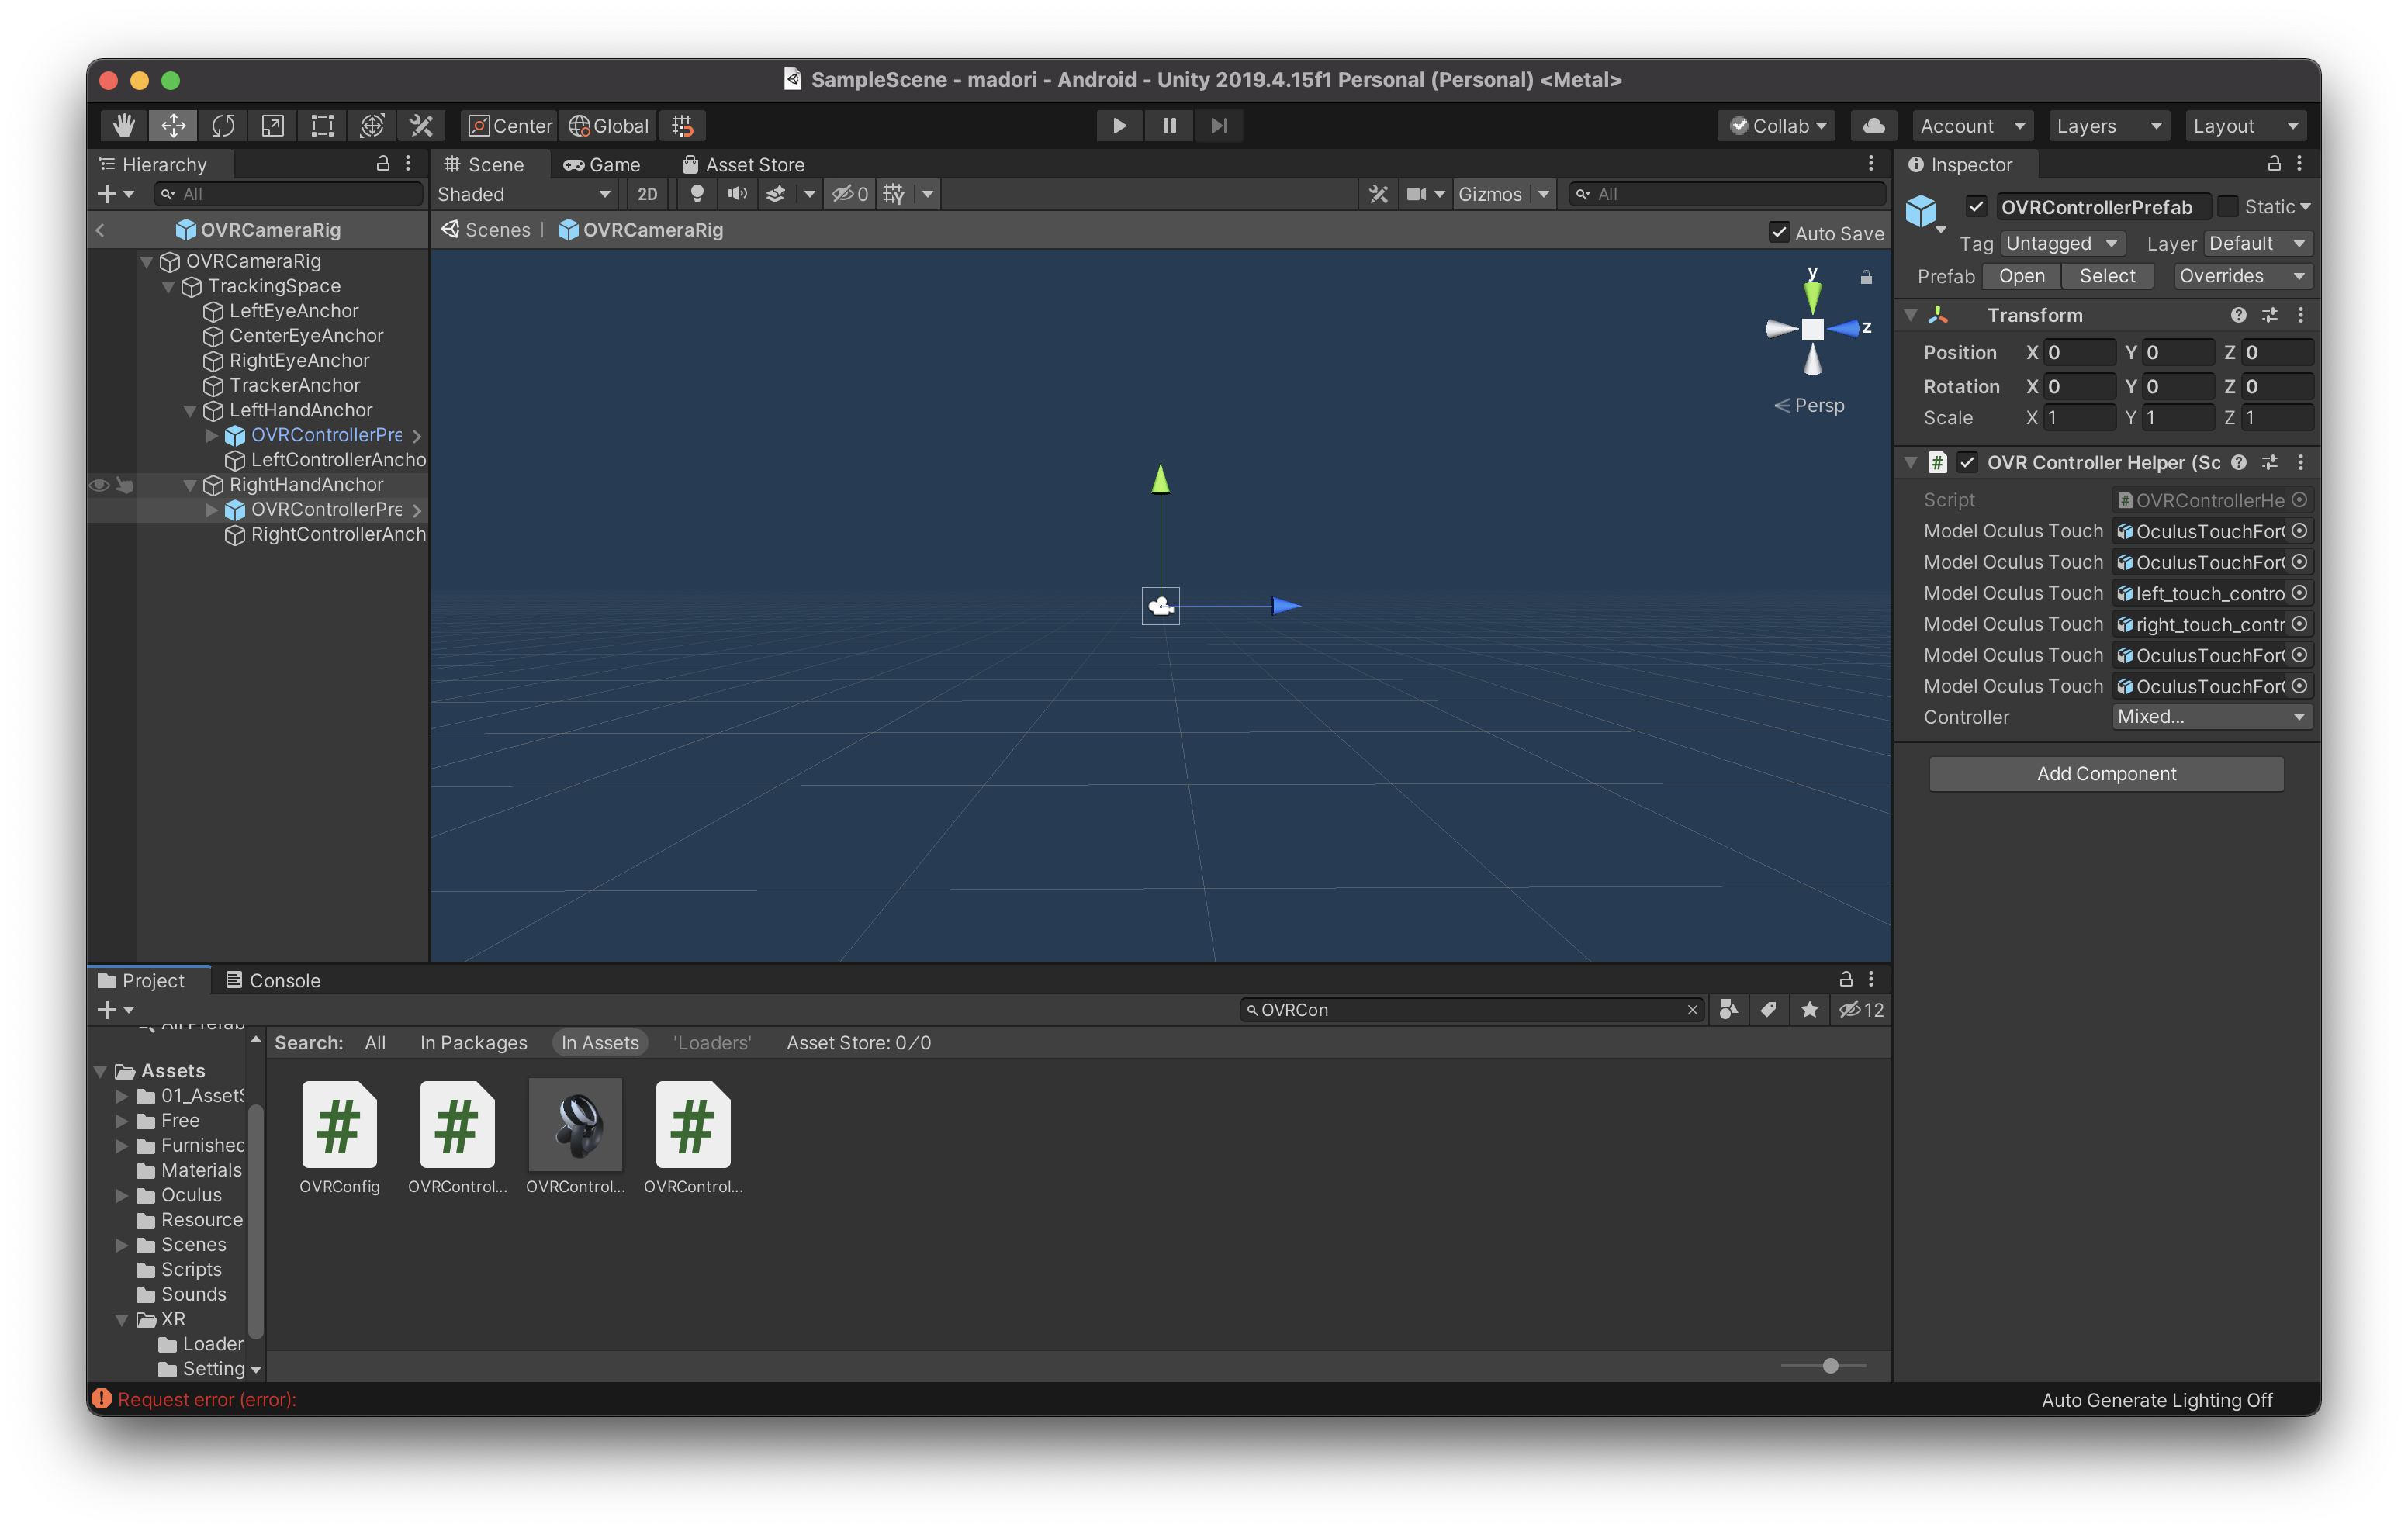 SampleScene - madori - Android - Unity 2019.4.15f1 Personal (Personal) <Metal>
Center Global
Collab Account Layers Layout
Hierarchy
All
OVRCameraRig
OVRCameraRig
TrackingSpace
LeftEyeAnchor
CenterEyeAnchor
RightEyeAnchor
TrackerAnchor
LeftHandAnchor
OVRControllerPre
LeftControllerAncho
RightHandAnchor
OVRControllerPre
RightControllerAnch
Scene Game Asset Store
Shaded 2D 0 Gizmos All
Scenes | OVRCameraRig Auto Save
y
z
Persp
Inspector
OVRControllerPrefab Static
Tag Untagged Layer Default
Prefab Open Select Overrides
Transform
Position X 0 Y 0 Z 0
Rotation X 0 Y 0 Z 0
Scale X 1 Y 1 Z 1
# OVR Controller Helper (Sc
Script # OVRControllerHe
Model Oculus Touch OculusTouchFor
Model Oculus Touch OculusTouchFor
Model Oculus Touch left_touch_contro
Model Oculus Touch right_touch_contr
Model Oculus Touch OculusTouchFor
Model Oculus Touch OculusTouchFor
Controller Mixed...
Add Component
Project Console
OVRCon 12
Search: All In Packages In Assets 'Loaders' Asset Store: 0/0
All Prefab
Assets
01_AssetS
Free
Furnished
Materials
Oculus
Resource
Scenes
Scripts
Sounds
XR
Loader
Setting
# # #
OVRConfig OVRControl... OVRControl... OVRControl...
Request error (error):
Auto Generate Lighting Off